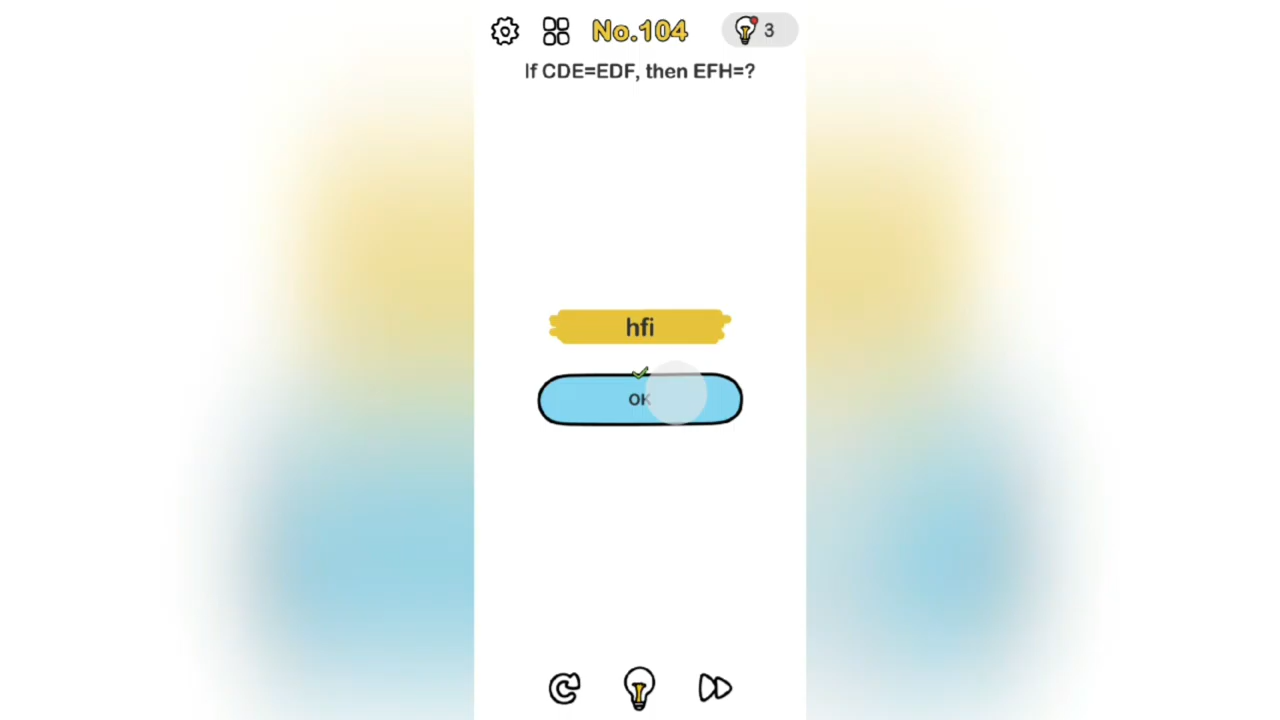 No.104
3
If CDE=EDF, then EFH=?
hfi
OK